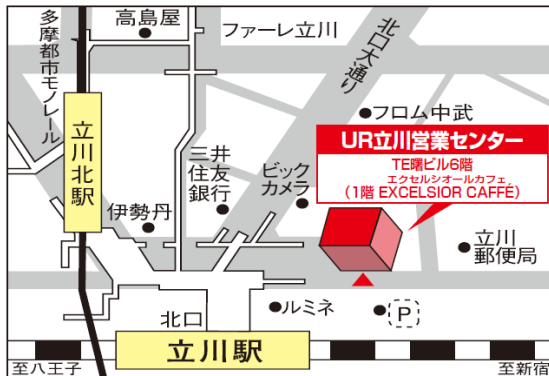 高島屋
ファーレ立川
北口大通り
多摩都市モノレール
フロム中武
UR立川営業センター
TE曙ビル6階
エクセルシオールカフェ
(1階 EXCELSIOR CAFFÉ)
立川北駅
三井
住友
銀行
ビック
カメラ
伊勢丹
立川
郵便局
北口
ルミネ
P
立川駅
至八王子
至新宿